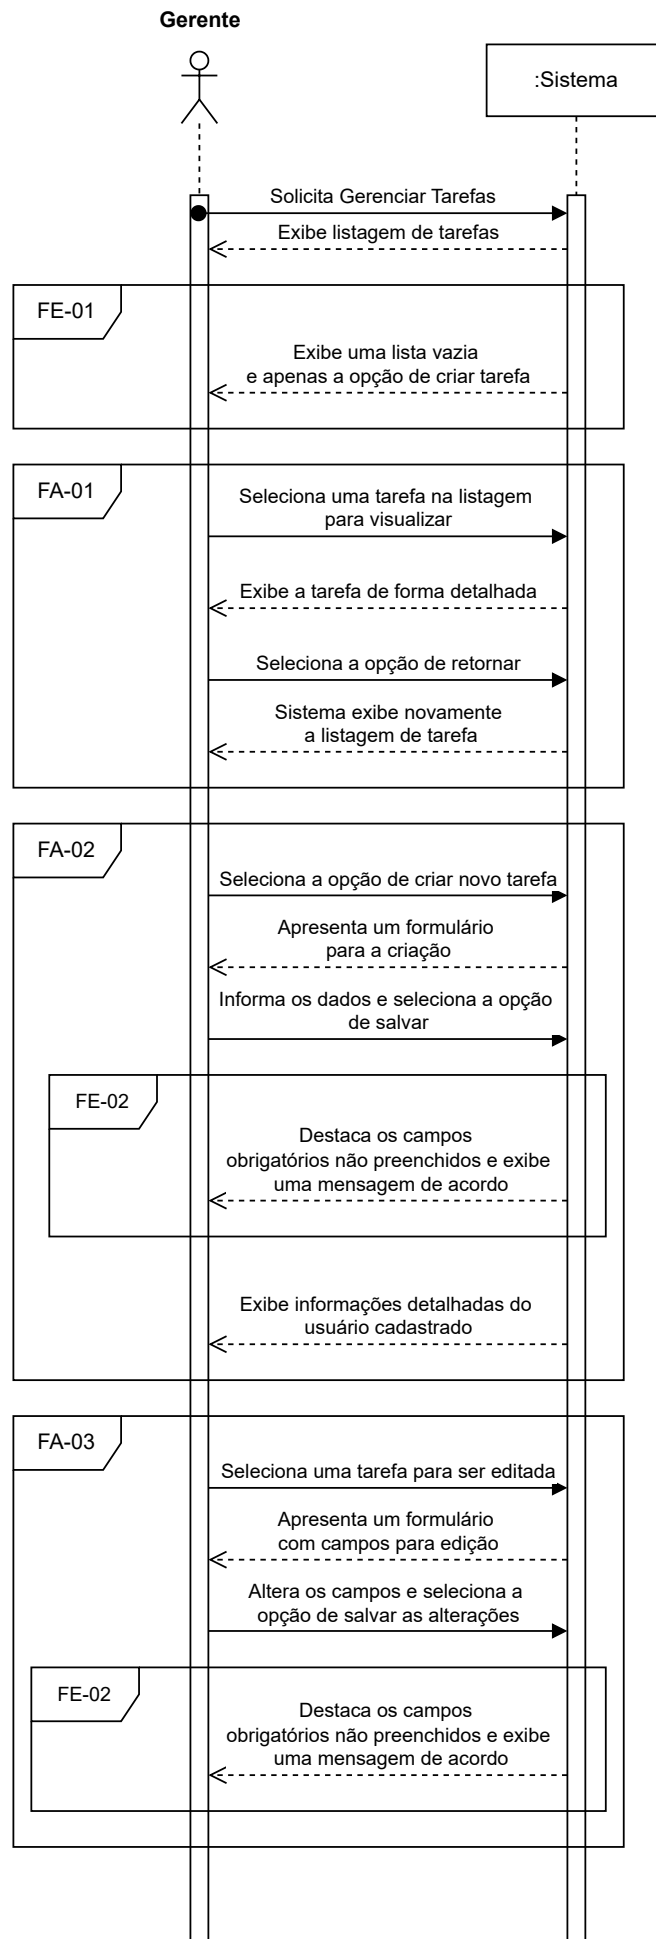 Gerente
:Sistema
Solicita Gerenciar Tarefas
Exibe listagem de tarefas
FE-01
Exibe uma lista vazia
e apenas a opção de criar tarefa
FA-01
Seleciona uma tarefa na listagem
para visualizar
Exibe a tarefa de forma detalhada
Seleciona a opção de retornar
Sistema exibe novamente
a listagem de tarefa
FA-02
Seleciona a opção de criar novo tarefa
Apresenta um formulário
para a criação
Informa os dados e seleciona a opção
de salvar
FE-02
Destaca os campos
obrigatórios não preenchidos e exibe
uma mensagem de acordo
Exibe informações detalhadas do
usuário cadastrado
FA-03
Seleciona uma tarefa para ser editada
Apresenta um formulário
com campos para edição
Altera os campos e seleciona a
opção de salvar as alterações
FE-02
Destaca os campos
obrigatórios não preenchidos e exibe
uma mensagem de acordo